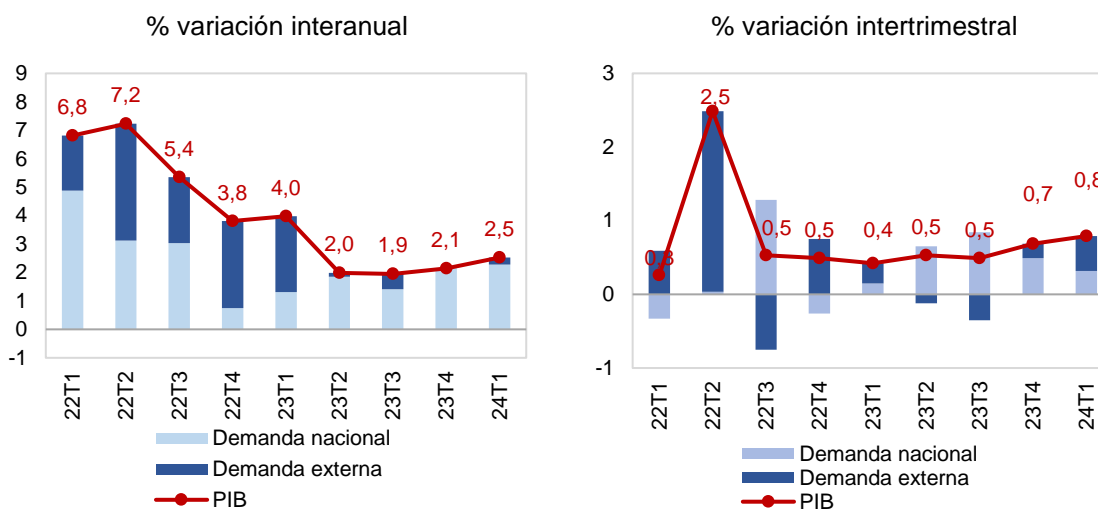 % variación interanual
9
8
7
6
5
4
3
2
1
0
-1
6,8
7,2
5,4
3,8
4,0
2,0
1,9
2,1
2,5
22T1
22T2
22T3
22T4
23T1
23T2
23T3
23T4
24T1
Demanda nacional
Demanda externa
PIB
% variación intertrimestral
3
2
1
0
-1
0,3
2,5
0,5
0,5
0,4
0,5
0,5
0,7
0,8
22T1
22T2
22T3
22T4
23T1
23T2
23T3
23T4
24T1
Demanda nacional
Demanda externa
PIB